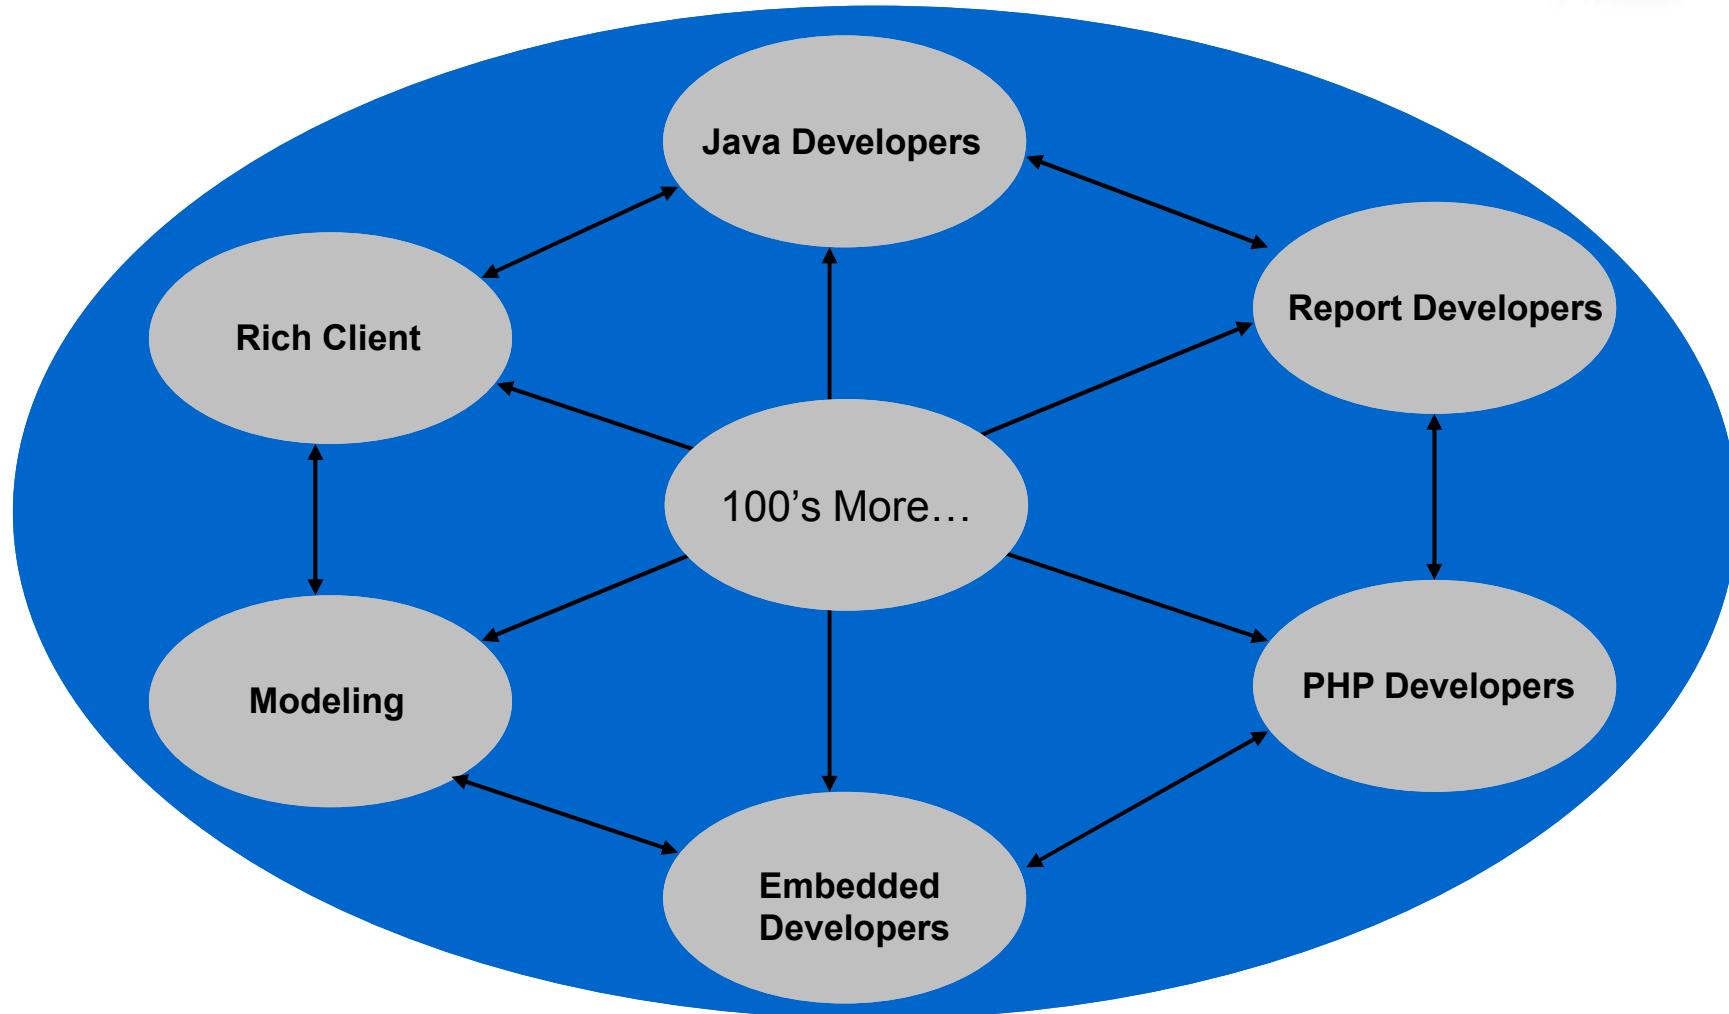 Java Developers
Report Developers
Rich Client
100’s More…
PHP Developers
Modeling
Embedded
Developers